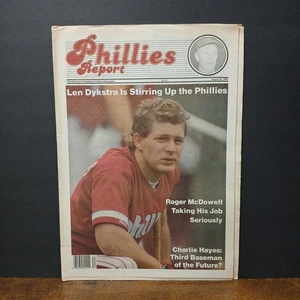 Phillies
Report
Len Dykstra Is Stirring Up the Phillies
Roger McDowell
Taking His Job
Seriously
Charlie Hayes:
Third Baseman
of the Future?